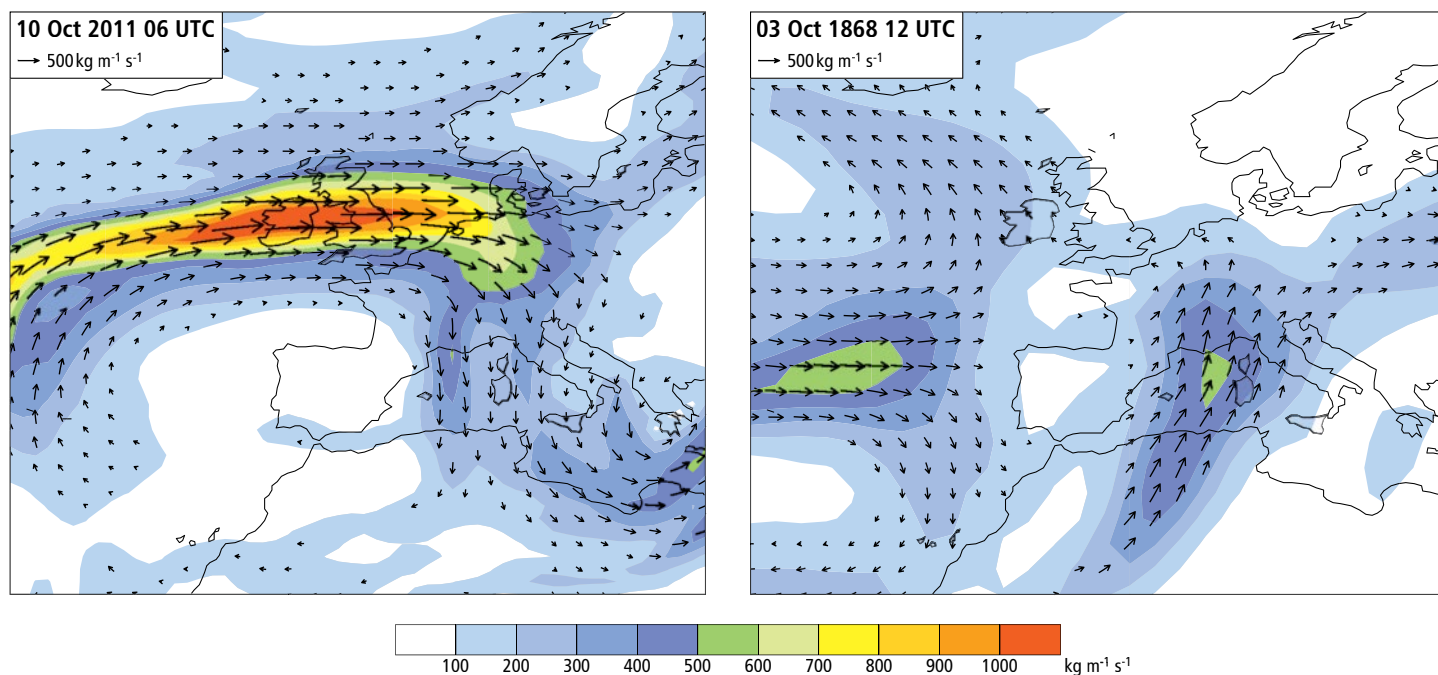 10 Oct 2011 06 UTC
500 kg m⁻¹ s⁻¹
03 Oct 1868 12 UTC
500 kg m⁻¹ s⁻¹
100 200 300 400 500 600 700 800 900 1000 kg m⁻¹ s⁻¹